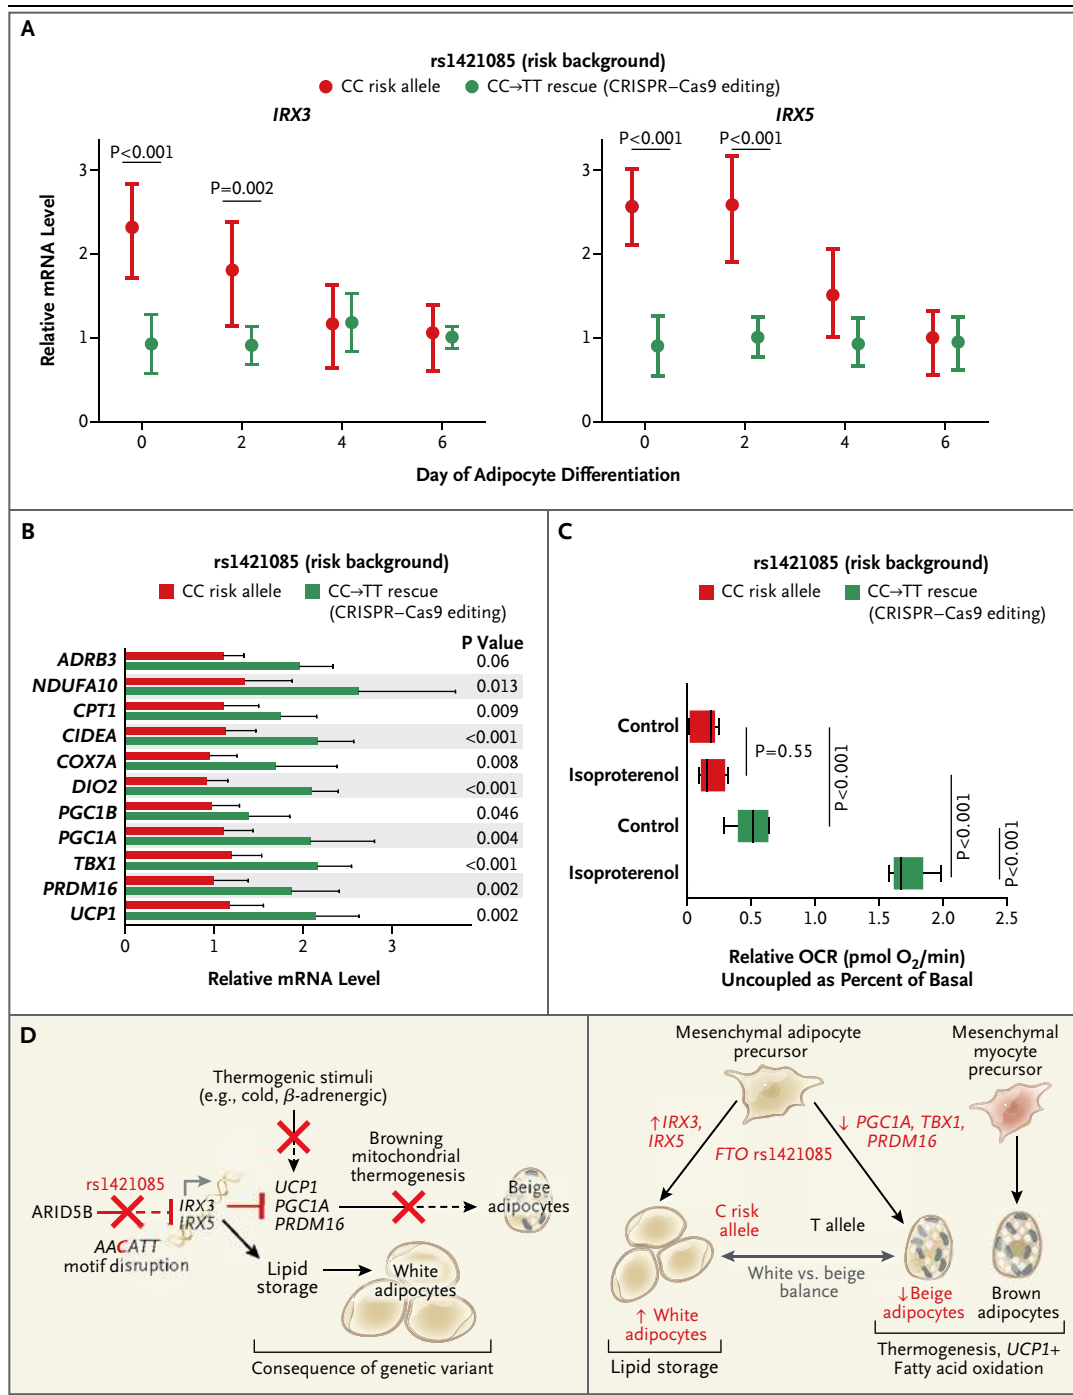 A
rs1421085 (risk background)
CC risk allele CC→TT rescue (CRISPR–Cas9 editing)
IRX3 IRX5
P<0.001 P=0.002 P<0.001 P<0.001
Relative mRNA Level
3
2
1
0
3
2
1
0
0 2 4 6 0 2 4 6
Day of Adipocyte Differentiation
B
rs1421085 (risk background)
CC risk allele CC→TT rescue
(CRISPR–Cas9 editing)
P Value
ADRB3 0.06
NDUFA10 0.013
CPT1 0.009
CIDEA <0.001
COX7A 0.008
DIO2 <0.001
PGC1B 0.046
PGC1A 0.004
TBX1 <0.001
PRDM16 0.002
UCP1 0.002
0 1 2 3
Relative mRNA Level
C
rs1421085 (risk background)
CC risk allele CC→TT rescue
(CRISPR–Cas9 editing)
Control
Isoproterenol
Control
Isoproterenol
P=0.55
P<0.001
P<0.001
P<0.001
0 0.5 1.0 1.5 2.0 2.5
Relative OCR (pmol O₂/min)
Uncoupled as Percent of Basal
D
Thermogenic stimuli
(e.g., cold, β-adrenergic)
Browning
mitochondrial
thermogenesis
rs1421085
ARID5B
IRX3
IRX5
UCP1
PGC1A
PRDM16
Beige
adipocytes
AACATT
motif disruption
Lipid
storage
White
adipocytes
Consequence of genetic variant
Mesenchymal adipocyte
precursor
Mesenchymal
myocyte
precursor
↑IRX3,
IRX5
↓ PGC1A, TBX1,
PRDM16
FTO rs1421085
C risk
allele
T allele
White vs. beige
balance
↑ White
adipocytes
↓Beige
adipocytes
Brown
adipocytes
Lipid storage
Thermogenesis, UCP1+
Fatty acid oxidation